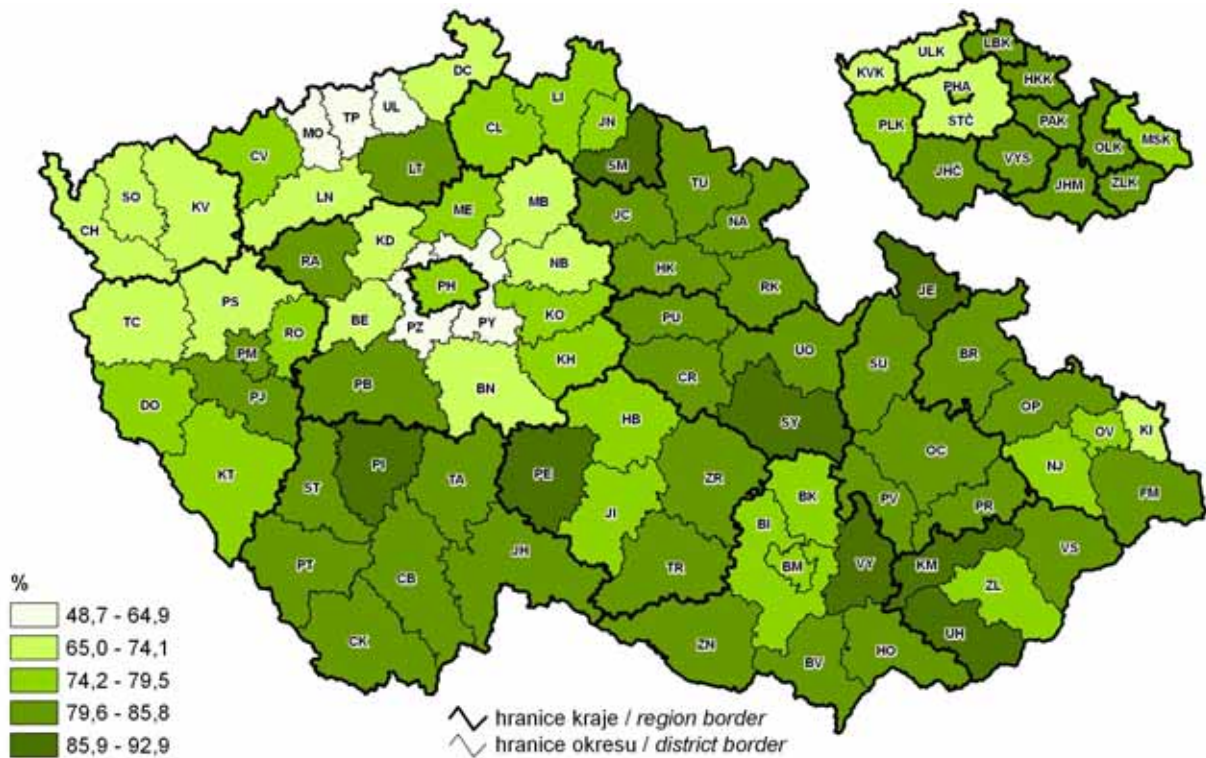 DC
UL
TP
MO
LI
JN
CL
CV
LT
SM
TU
SO
KV
CH
LN
ME
MB
JC
NA
RA
KD
NB
HK
RK
PH
TC
PS
RO
BE
PZ
PY
KO
PU
UO
PM
KH
CR
PB
BN
PJ
DO
HB
SY
SU
JE
BR
OP
OV
KI
KT
ST
PI
TA
PE
ZR
OC
NJ
FM
JI
BK
PV
PR
PT
CB
JH
TR
BI
BM
VY
KM
VS
ZL
CK
ZN
BV
HO
UH
KVK
ULK
LBK
PHA
HKK
STČ
PLK
PAK
OLK
MSK
JHČ
VYS
JHM
ZLK
%
48,7 - 64,9
65,0 - 74,1
74,2 - 79,5
79,6 - 85,8
85,9 - 92,9
hranice kraje / region border
hranice okresu / district border